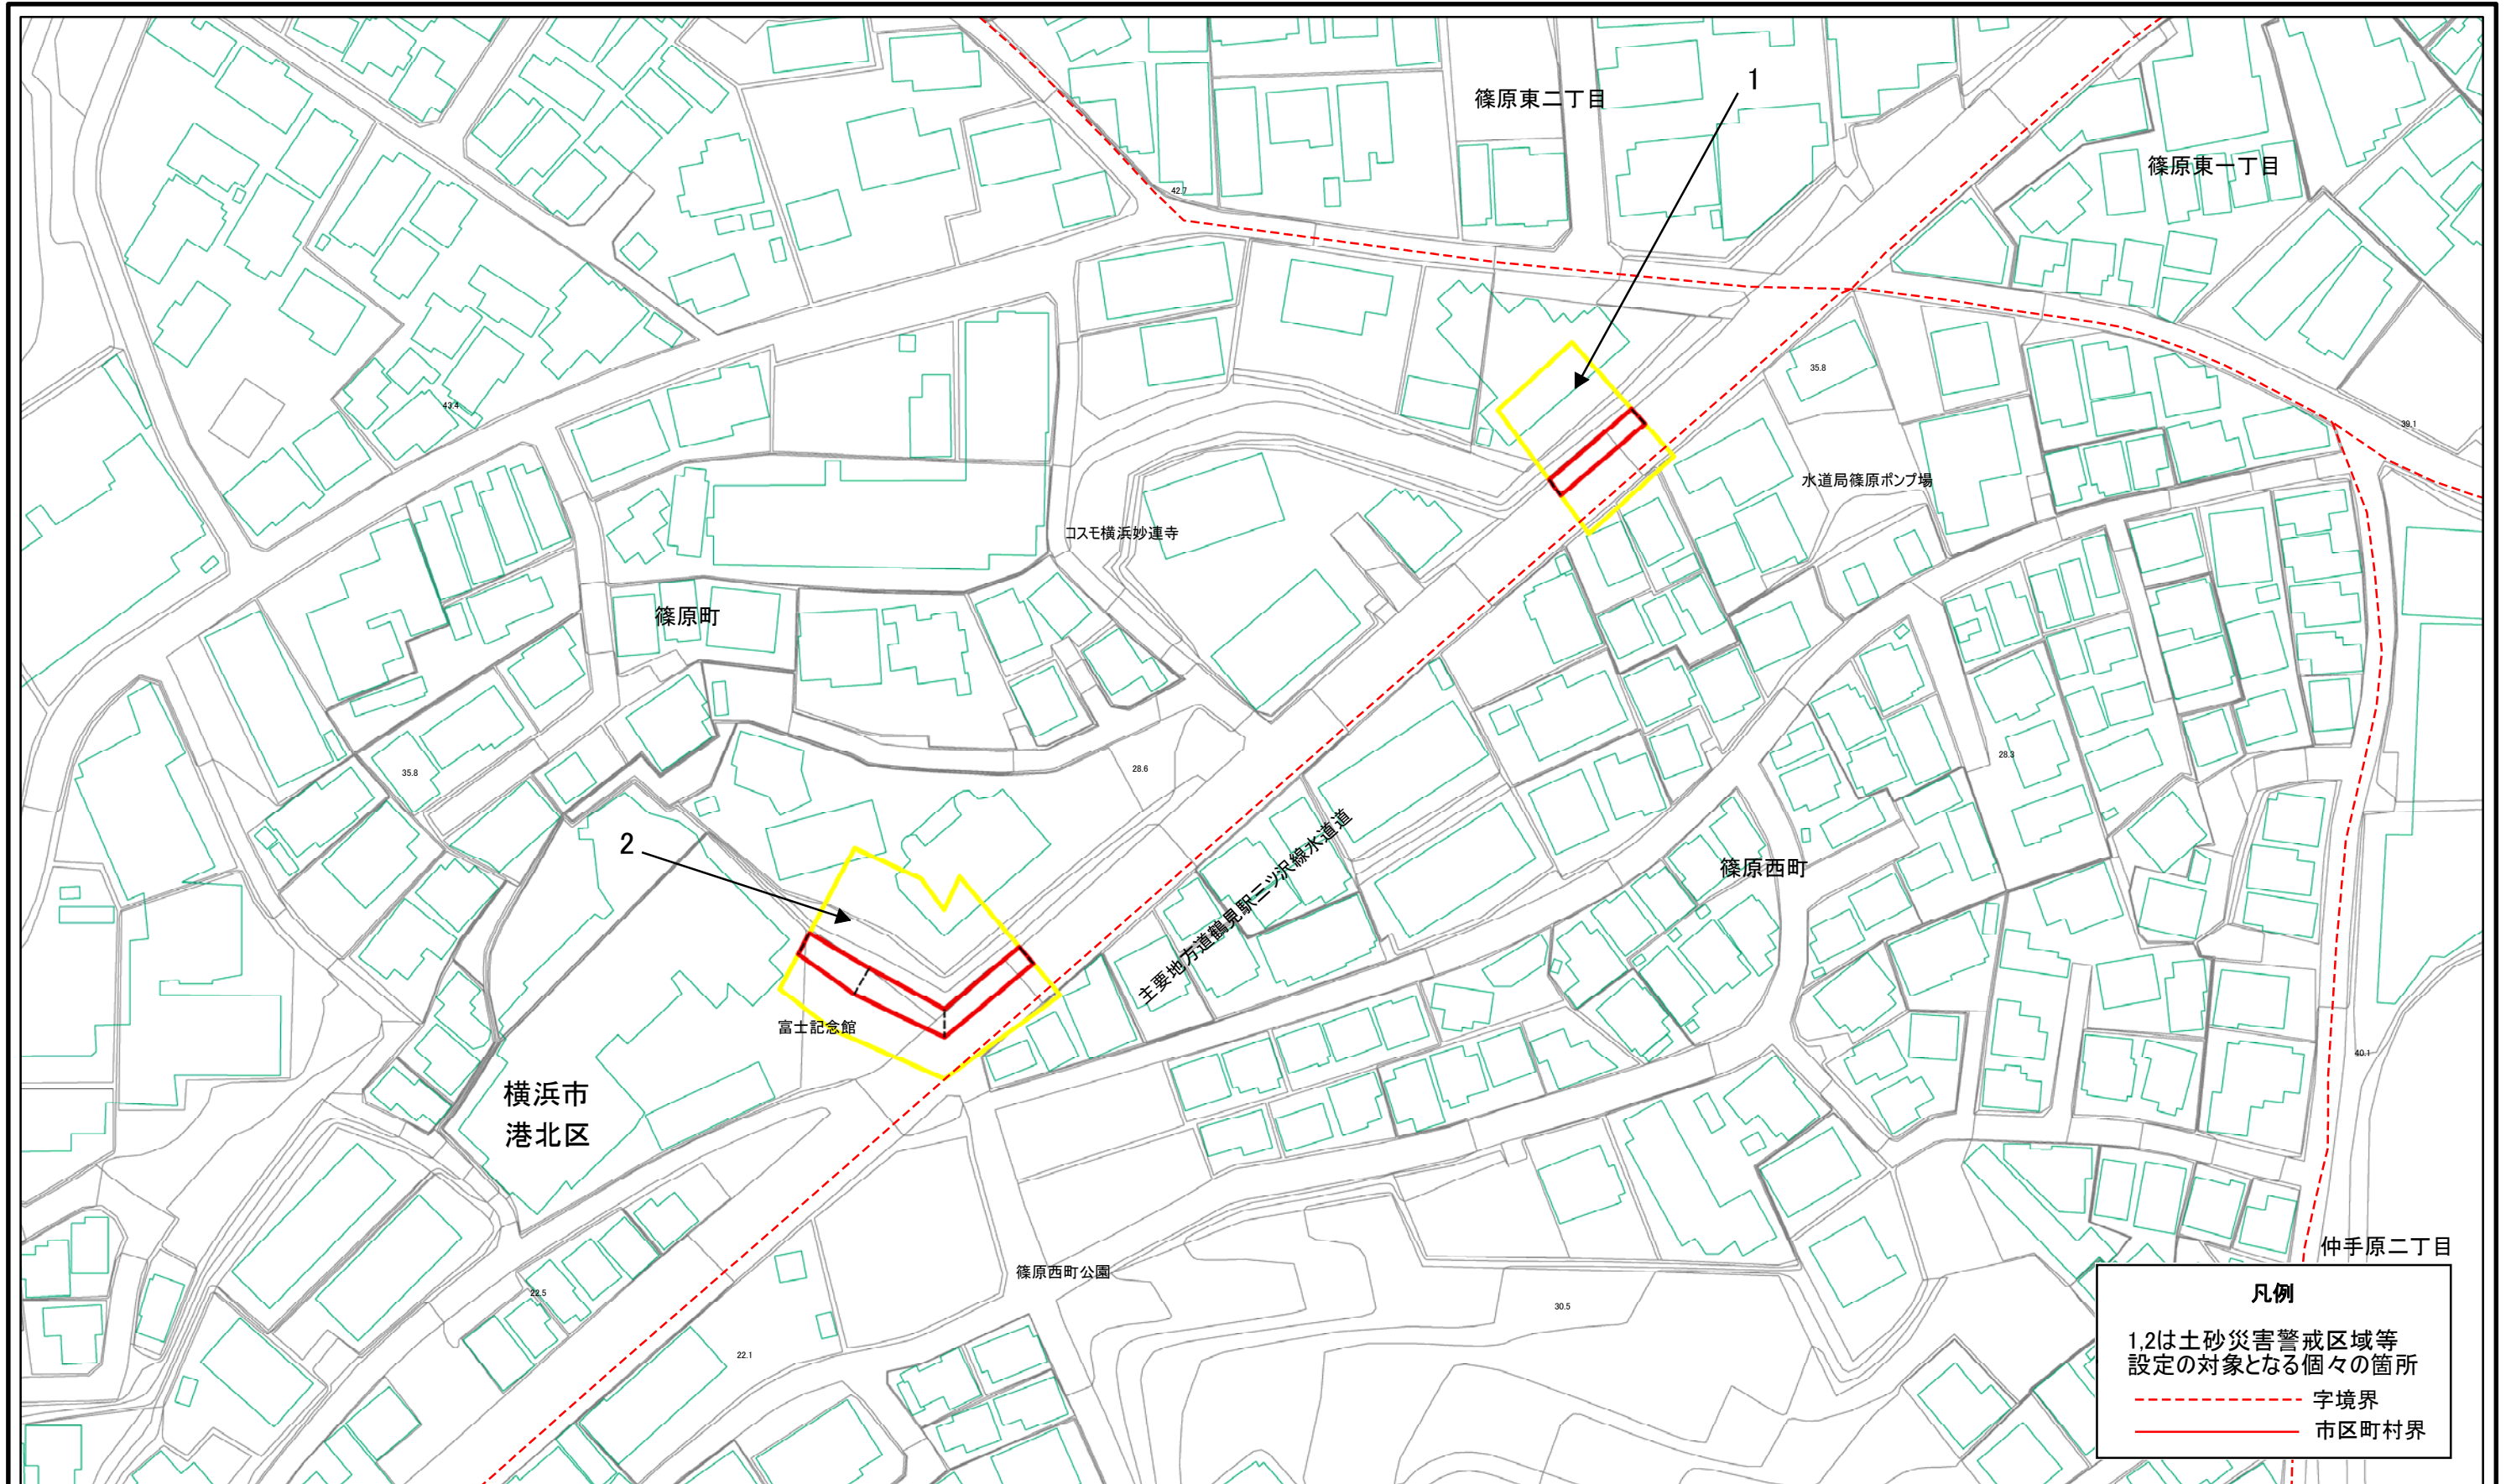 篠原東二丁目
1
篠原東一丁目
42.7
35.8
43.4
39.1
水道局篠原ポンプ場
コスモ横浜妙連寺
篠原町
28.6
28.3
35.8
2
主要地方道鶴見駅三ツ沢線水道道
篠原西町
富士記念館
40.1
横浜市
港北区
仲手原二丁目
篠原西町公園
22.5
30.5
22.1
凡例
1,2は土砂災害警戒区域等
設定の対象となる個々の箇所
字境界
市区町村界